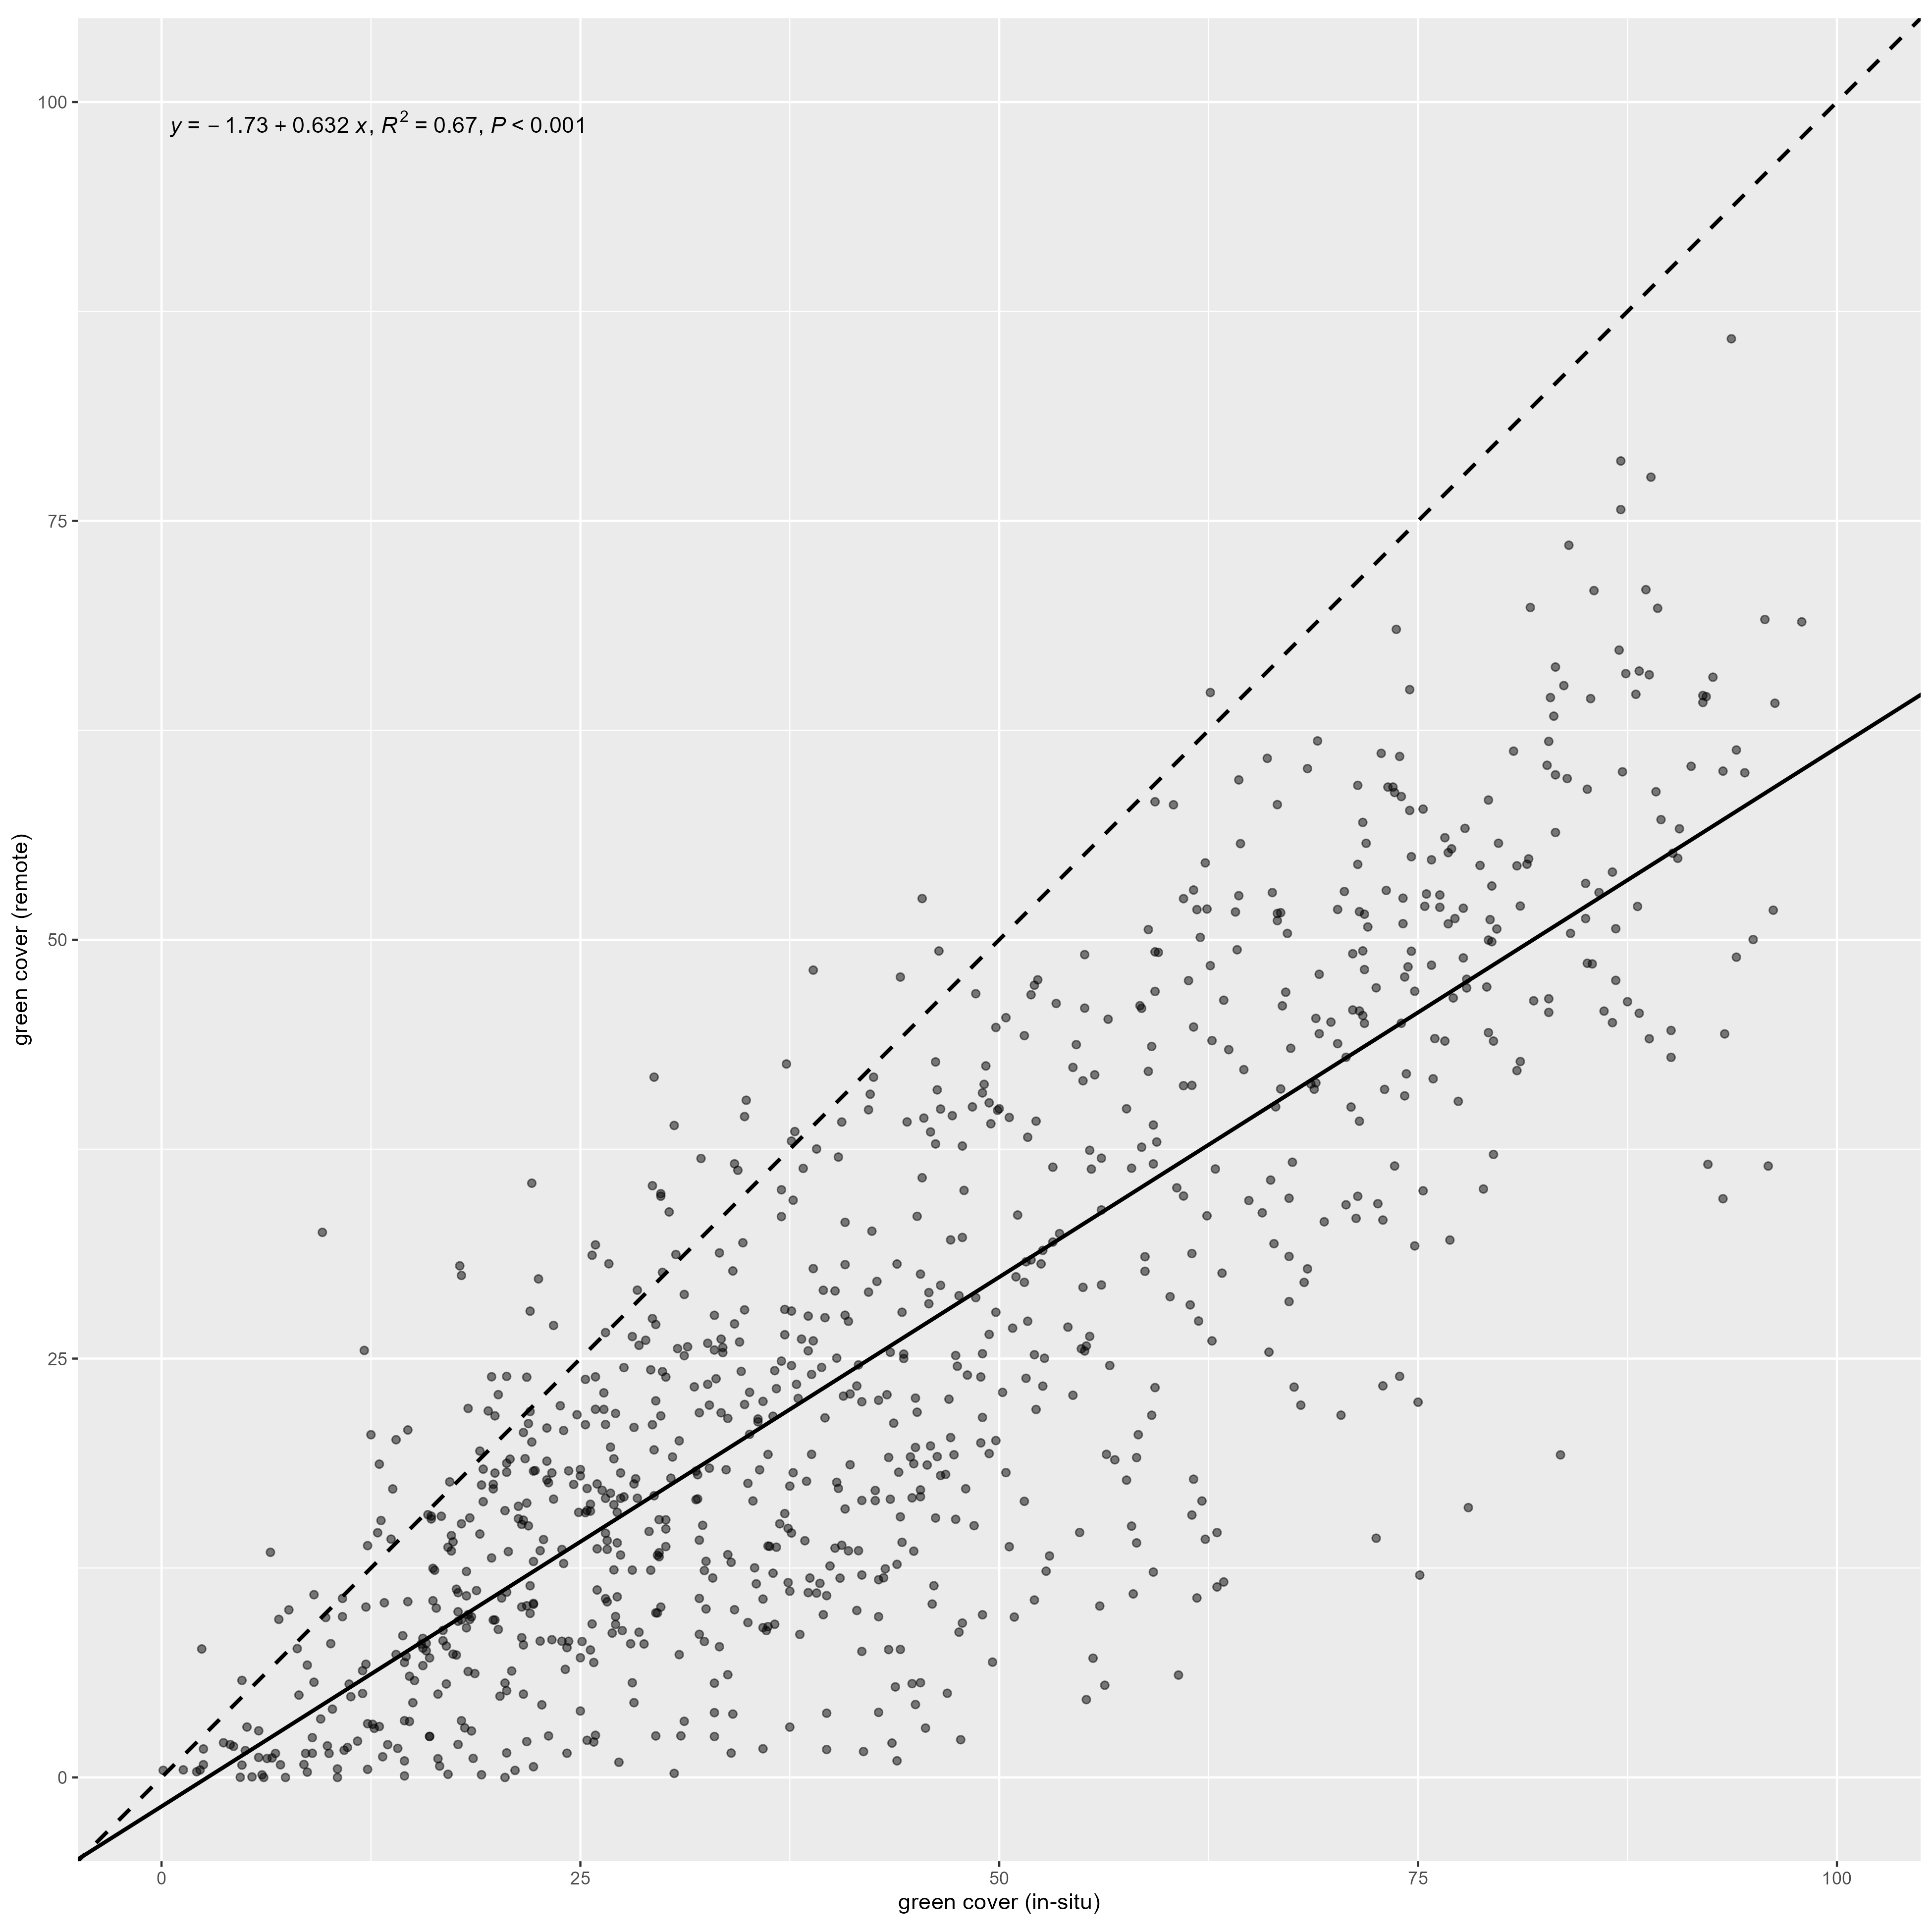 100
y = − 1.73 + 0.632 x, R² = 0.67, P < 0.001
75
green cover (remote)
50
25
0
0 25 50 75 100
green cover (in-situ)